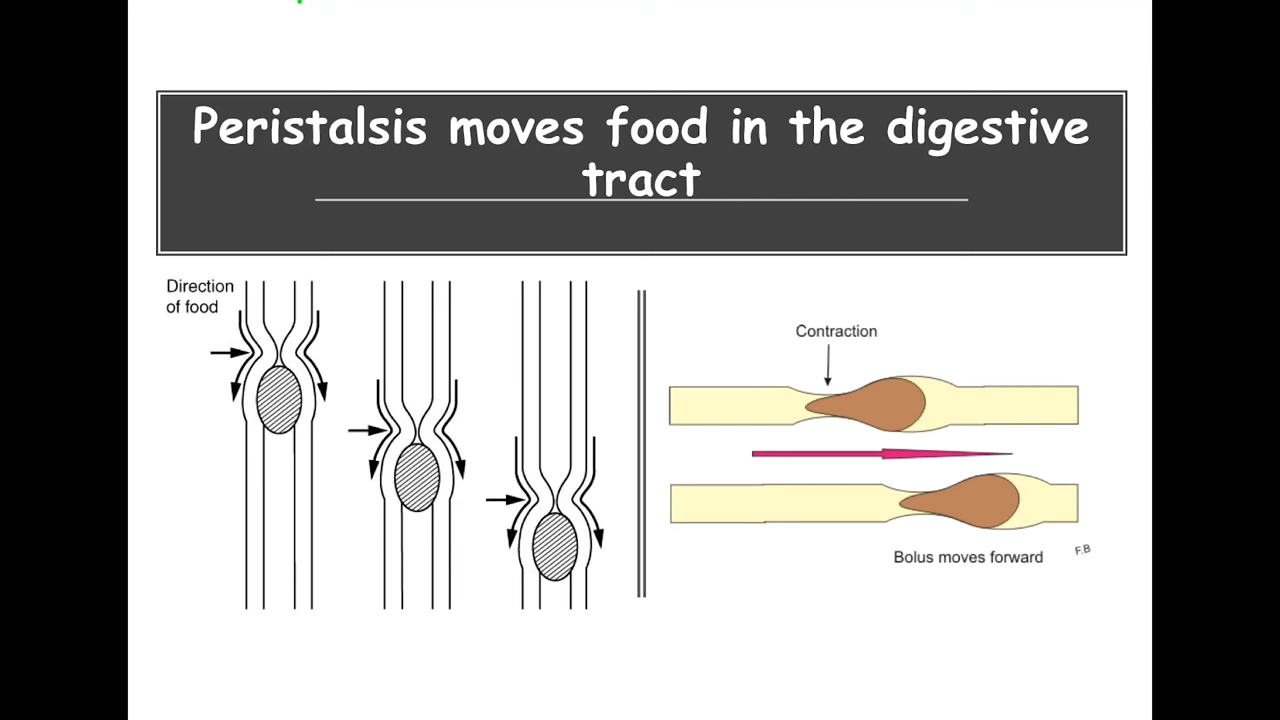 Peristalsis moves food in the digestive
tract
Direction
of food
Contraction
Bolus moves forward
F.B